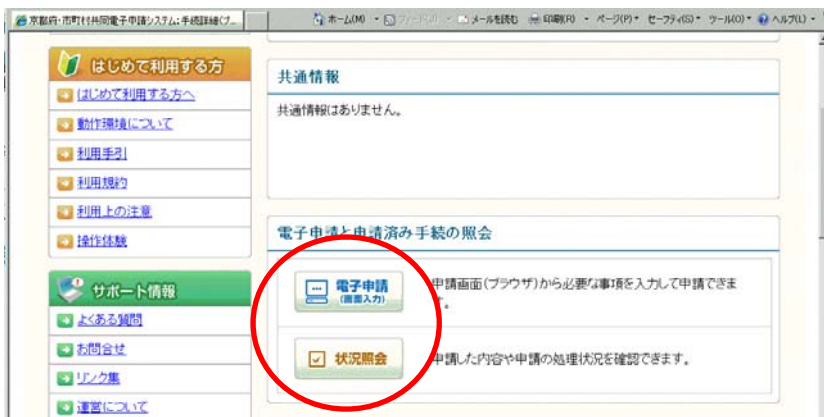 京都府・市町村共同電子申請システム:手続詳細(ブ...
ホーム(M)
メールを読む
印刷(R)
ページ(P)
セーフティ(S)
ツール(O)
ヘルプ(L)
はじめて利用する方
はじめて利用する方へ
動作環境について
利用手引
利用規約
利用上の注意
操作体験
サポート情報
よくある質問
お問合せ
リンク集
運営について
共通情報
共通情報はありません。
電子申請と申請済み手続の照会
電子申請
(画面入力)
申請画面(ブラウザ)から必要な事項を入力して申請できま
す。
状況照会
申請した内容や申請の処理状況を確認できます。